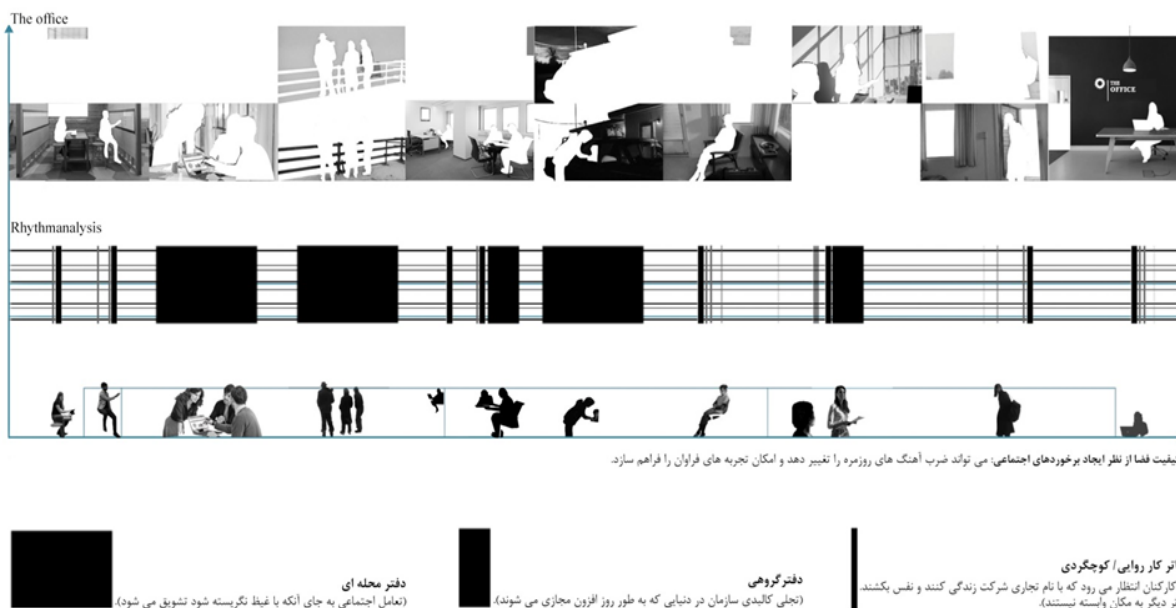 The office
THE
OFFICE
Rhythmanalysis
کیفیت فضا از نظر ایجاد برخوردهای اجتماعی: می تواند ضرب آهنگ های روزمره را تغییر دهد و امکان تجربه های فراوان را فراهم سازد.
کار روایی/ کوچگردی
کارکنان انتظار می رود که با نام تجاری شرکت زندگی کنند و نفس بکشند.
دیگر به مکان وابسته نیستند).
دفترگروهی
(تجلی کالبدی سازمان در دنیایی که به طور روز افزون مجازی می شوند).
دفتر محله ای
(تعامل اجتماعی به جای آنکه با غیظ نگریسته شود تشویق می شود).